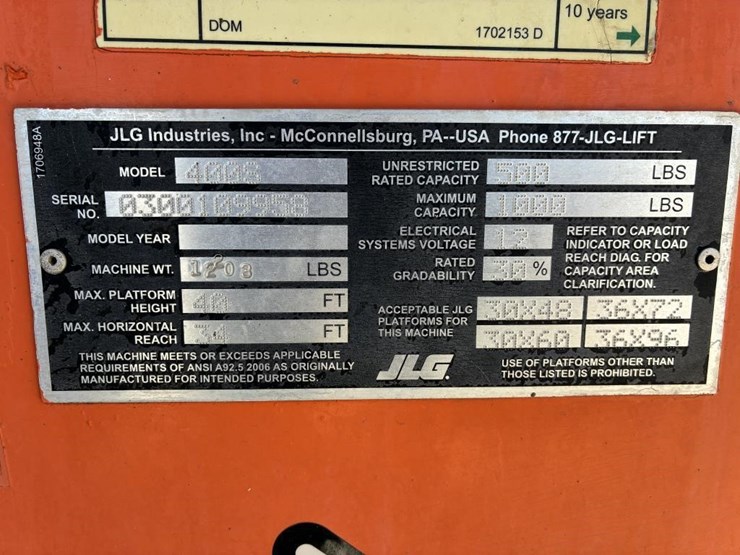 DOM
1702153 D
10 years
1706948A
JLG Industries, Inc - McConnellsburg, PA--USA Phone 877-JLG-LIFT
MODEL 400S
SERIAL NO. 0300109958
MODEL YEAR
MACHINE WT. LBS
MAX. PLATFORM HEIGHT 40 FT
MAX. HORIZONTAL REACH FT
THIS MACHINE MEETS OR EXCEEDS APPLICABLE
REQUIREMENTS OF ANSI A92.5 2006 AS ORIGINALLY
MANUFACTURED FOR INTENDED PURPOSES.
UNRESTRICTED RATED CAPACITY 500 LBS
MAXIMUM CAPACITY 1000 LBS
ELECTRICAL SYSTEMS VOLTAGE 12
RATED GRADABILITY 30 %
REFER TO CAPACITY
INDICATOR OR LOAD
REACH DIAG. FOR
CAPACITY AREA
CLARIFICATION.
ACCEPTABLE JLG
PLATFORMS FOR
THIS MACHINE
30X48 36X72
30X60 36X96
JLG.
USE OF PLATFORMS OTHER THAN
THOSE LISTED IS PROHIBITED.